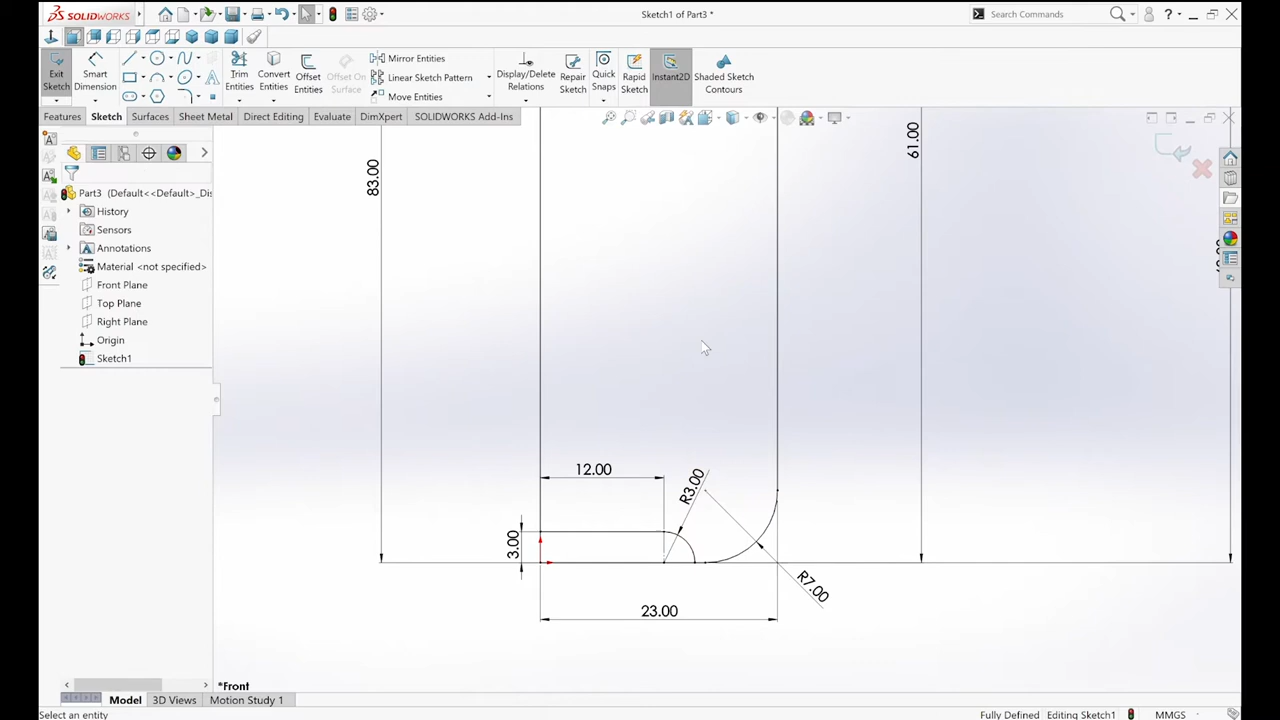 SOLIDWORKS
Sketch1 of Part3 *
Search Commands
Exit Sketch
Smart Dimension
Trim Entities
Convert Entities
Offset Entities
Offset On Surface
Mirror Entities
Linear Sketch Pattern
Move Entities
Display/Delete Relations
Repair Sketch
Quick Snaps
Rapid Sketch
Instant2D
Shaded Sketch Contours
Features
Sketch
Surfaces
Sheet Metal
Direct Editing
Evaluate
DimXpert
SOLIDWORKS Add-Ins
Part3 (Default<<Default>_Dis
History
Sensors
Annotations
Material <not specified>
Front Plane
Top Plane
Right Plane
Origin
Sketch1
83.00
61.00
12.00
R3.00
3.00
R7.00
23.00
*Front
Model
3D Views
Motion Study 1
Select an entity
Fully Defined
Editing Sketch1
MMGS